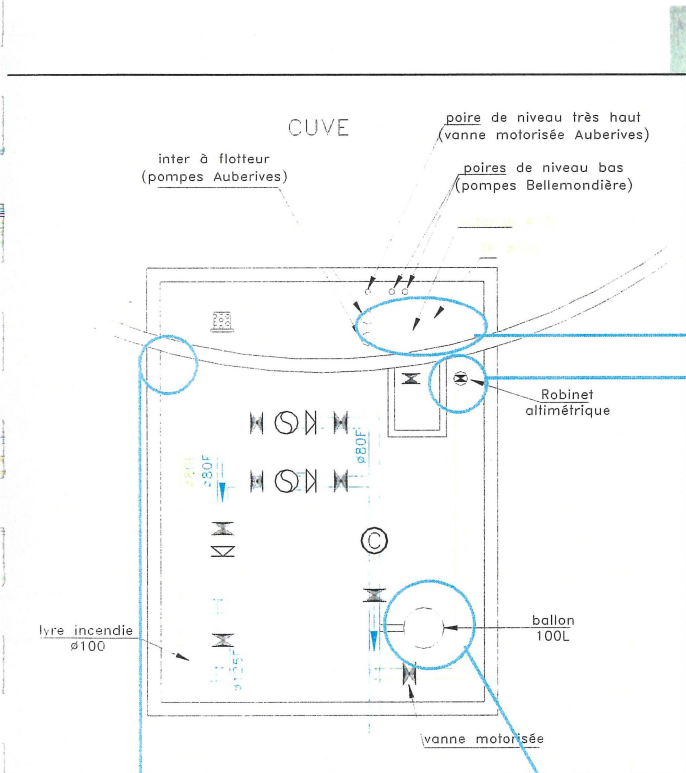 CUVE
poire de niveau très haut
(vanne motorisée Auberives)
inter à flotteur
(pompes Auberives)
poires de niveau bas
(pompes Bellemondière)
Robinet
altimétrique
ø80F
ø80F
C
lyre incendie
ø100
ballon
100L
ø125F
vanne motorisée